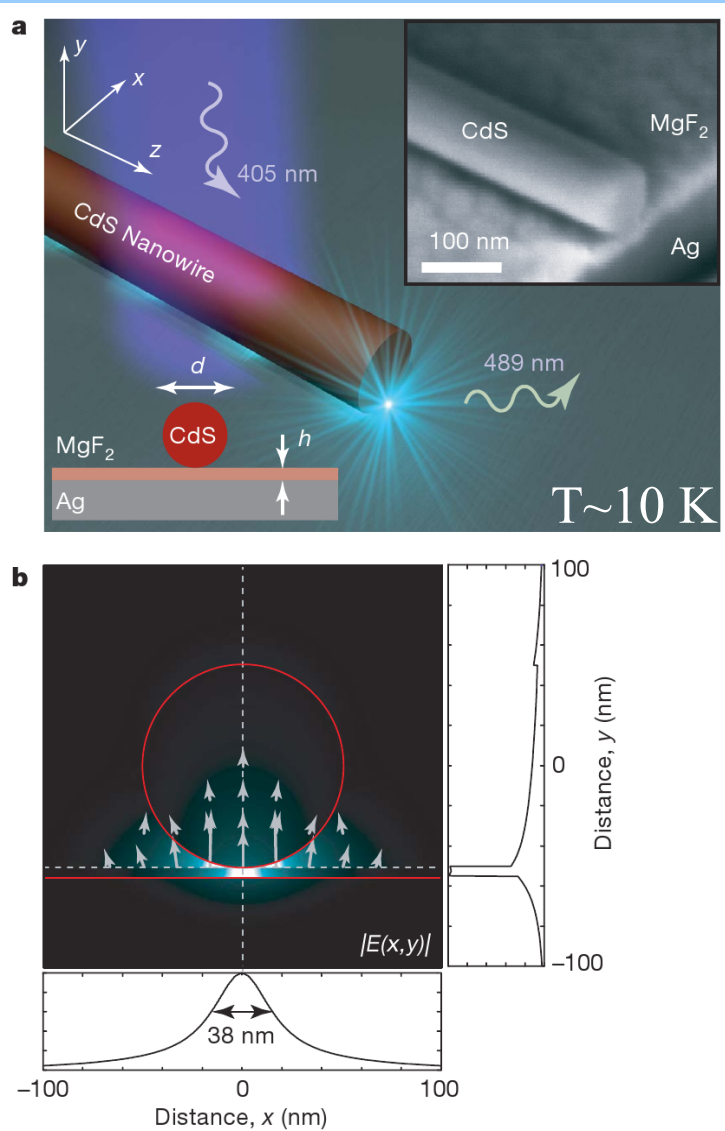 a
y
x
z
405 nm
CdS Nanowire
CdS
MgF2
100 nm
Ag
489 nm
d
CdS
h
MgF2
Ag
T~10 K
b
|E(x,y)|
100
0
−100
Distance, y (nm)
38 nm
−100
0
100
Distance, x (nm)